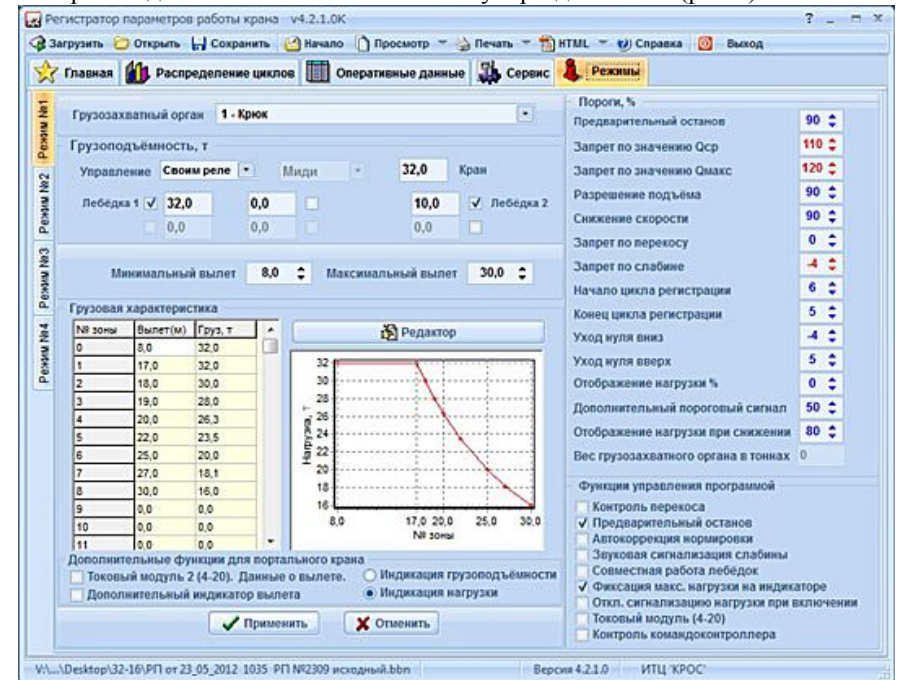 Регистратор параметров работы крана v4.2.1.0К
Загрузить Открыть Сохранить Начало Просмотр Печать HTML Справка Выход
Главная Распределение циклов Оперативные данные Сервис Режимы
Режим №1
Режим №2
Режим №3
Режим №4
Грузозахватный орган 1 - Крюк
Грузоподъёмность, т
Управление Своим реле Миди 32,0 Кран
Лебёдка 1 32,0 0,0 10,0 Лебёдка 2
0,0 0,0 0,0
Минимальный вылет 8,0 Максимальный вылет 30,0
Грузовая характеристика
№ зоны Вылет(м) Груз, т
0 8,0 32,0
1 17,0 32,0
2 18,0 30,0
3 19,0 28,0
4 20,0 26,3
5 22,0 23,5
6 25,0 20,0
7 27,0 18,1
8 30,0 16,0
9 0,0 0,0
10 0,0 0,0
11 0,0 0,0
Редактор
Нагрузка, т
32
30
28
26
24
22
20
18
16
8,0 17,0 20,0 25,0 30,0
№ зоны
Дополнительные функции для портального крана
Токовый модуль 2 (4-20). Данные о вылете. Индикация грузоподъёмности
Дополнительный индикатор вылета Индикация нагрузки
Применить Отменить
Пороги, %
Предварительный останов 90
Запрет по значению Qср 110
Запрет по значению Qмакс 120
Разрешение подъёма 90
Снижение скорости 90
Запрет по перекосу 0
Запрет по слабине -4
Начало цикла регистрации 6
Конец цикла регистрации 5
Уход нуля вниз -4
Уход нуля вверх 5
Отображение нагрузки % 0
Дополнительный пороговый сигнал 50
Отображение нагрузки при снижении 80
Вес грузозахватного органа в тоннах 0
Функции управления программой
Контроль перекоса
Предварительный останов
Автокоррекция нормировки
Звуковая сигнализация слабины
Совместная работа лебёдок
Фиксация макс. нагрузки на индикаторе
Откл. сигнализацию нагрузки при включении
Токовый модуль (4-20)
Контроль командоконтроллера
V:\...\Desktop\32-16\РП от 23_05_2012 1035 РП №2309 исходный.bbn Версия 4.2.1.0 ИТЦ 'КРОС'